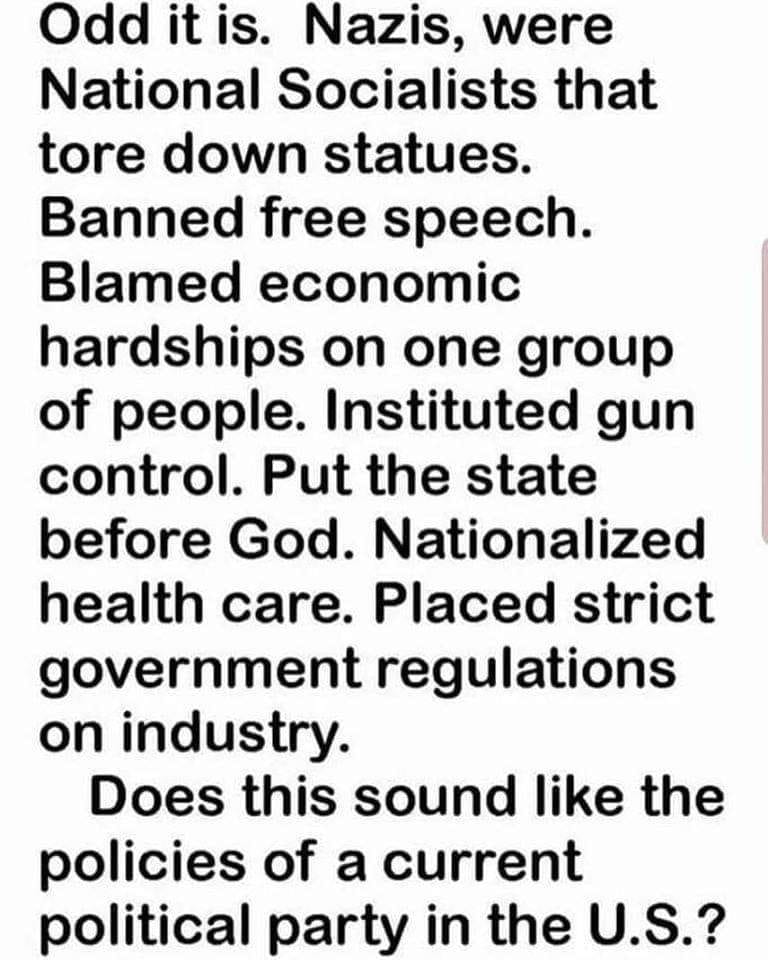 Odd it is.  Nazis, were
National Socialists that
tore down statues.
Banned free speech.
Blamed economic
hardships on one group
of people. Instituted gun
control. Put the state
before God. Nationalized
health care. Placed strict
government regulations
on industry.
Does this sound like the
policies of a current
political party in the U.S.?